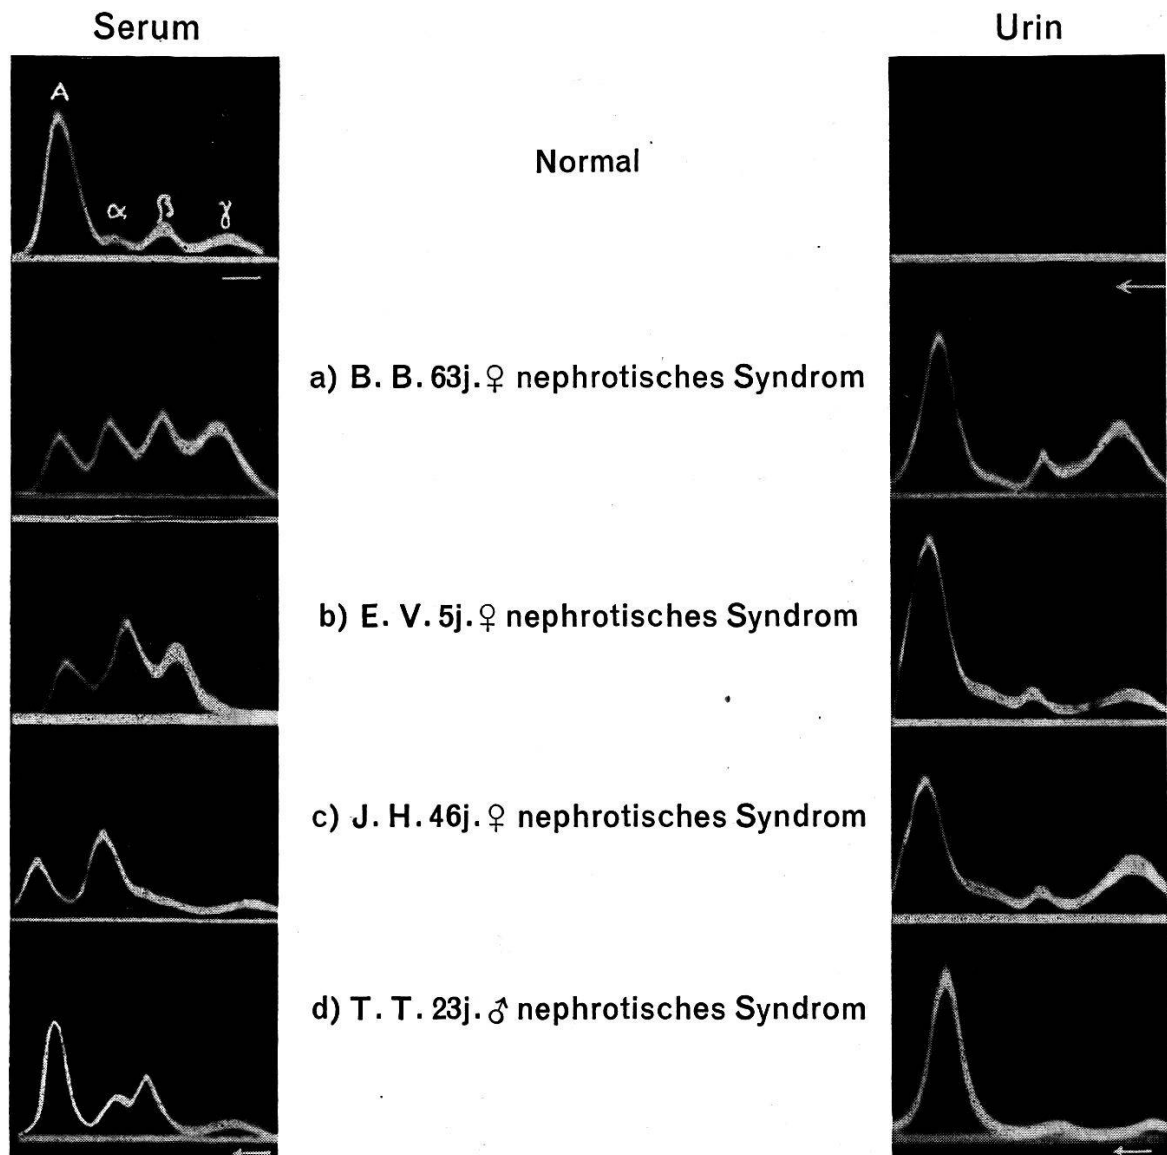 Serum
Urin
A
α
β
γ
Normal
a) B. B. 63j. ♀ nephrotisches Syndrom
b) E. V. 5j. ♀ nephrotisches Syndrom
c) J. H. 46j. ♀ nephrotisches Syndrom
d) T. T. 23j. ♂ nephrotisches Syndrom